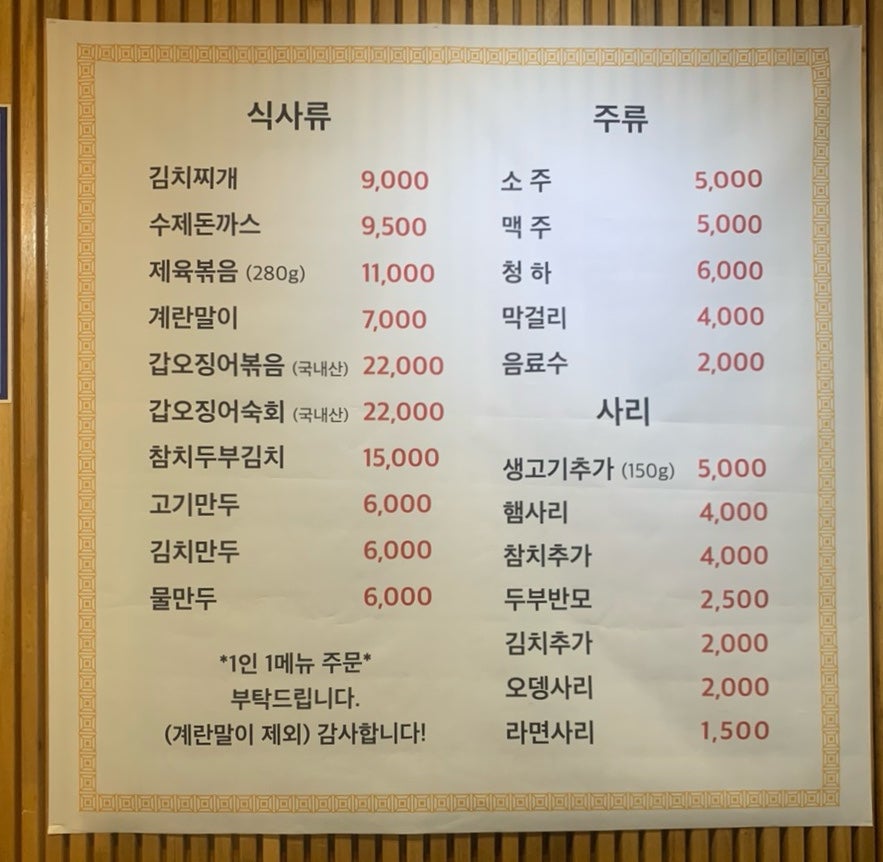 식사류
김치찌개 9,000
수제돈까스 9,500
제육볶음 (280g) 11,000
계란말이 7,000
갑오징어볶음 (국내산) 22,000
갑오징어숙회 (국내산) 22,000
참치두부김치 15,000
고기만두 6,000
김치만두 6,000
물만두 6,000
*1인 1메뉴 주문*
부탁드립니다.
(계란말이 제외) 감사합니다!
주류
소 주 5,000
맥 주 5,000
청 하 6,000
막걸리 4,000
음료수 2,000
사리
생고기추가 (150g) 5,000
햄사리 4,000
참치추가 4,000
두부반모 2,500
김치추가 2,000
오뎅사리 2,000
라면사리 1,500